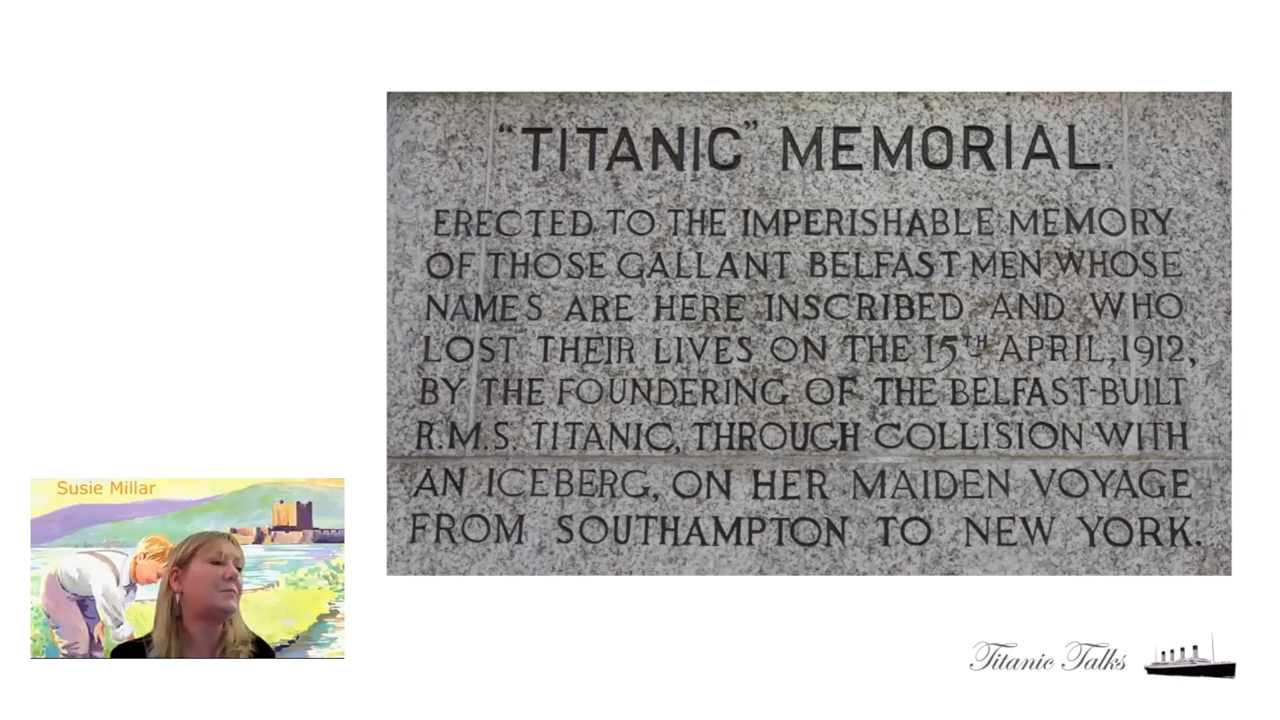 "TITANIC" MEMORIAL.
ERECTED TO THE IMPERISHABLE MEMORY
OF THOSE GALLANT BELFAST MEN WHOSE
NAMES ARE HERE INSCRIBED AND WHO
LOST THEIR LIVES ON THE 15TH APRIL, 1912,
BY THE FOUNDERING OF THE BELFAST-BUILT
R.M.S. TITANIC, THROUGH COLLISION WITH
AN ICEBERG, ON HER MAIDEN VOYAGE
FROM SOUTHAMPTON TO NEW YORK.
Susie Millar
Titanic Talks